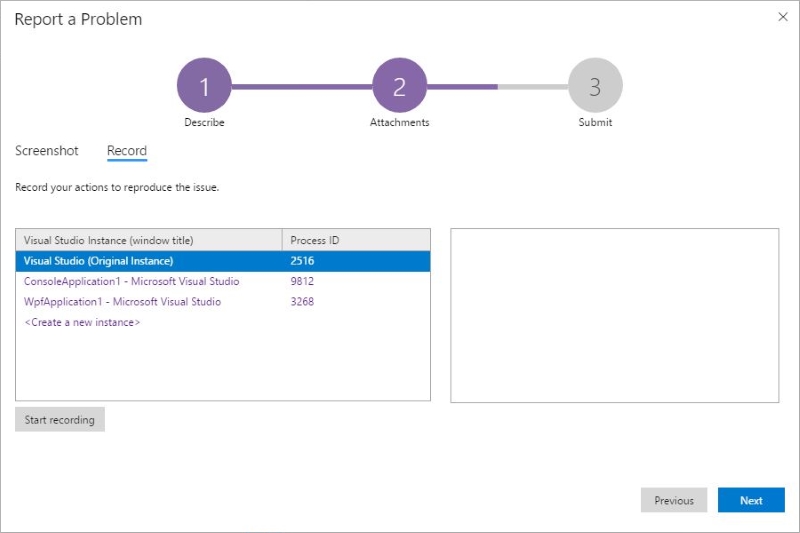 Report a Problem
1
2
3
Describe
Attachments
Submit
Screenshot Record
Record your actions to reproduce the issue.
Visual Studio Instance (window title) Process ID
Visual Studio (Original Instance) 2516
ConsoleApplication1 - Microsoft Visual Studio 9812
WpfApplication1 - Microsoft Visual Studio 3268
<Create a new instance>
Start recording
Previous Next